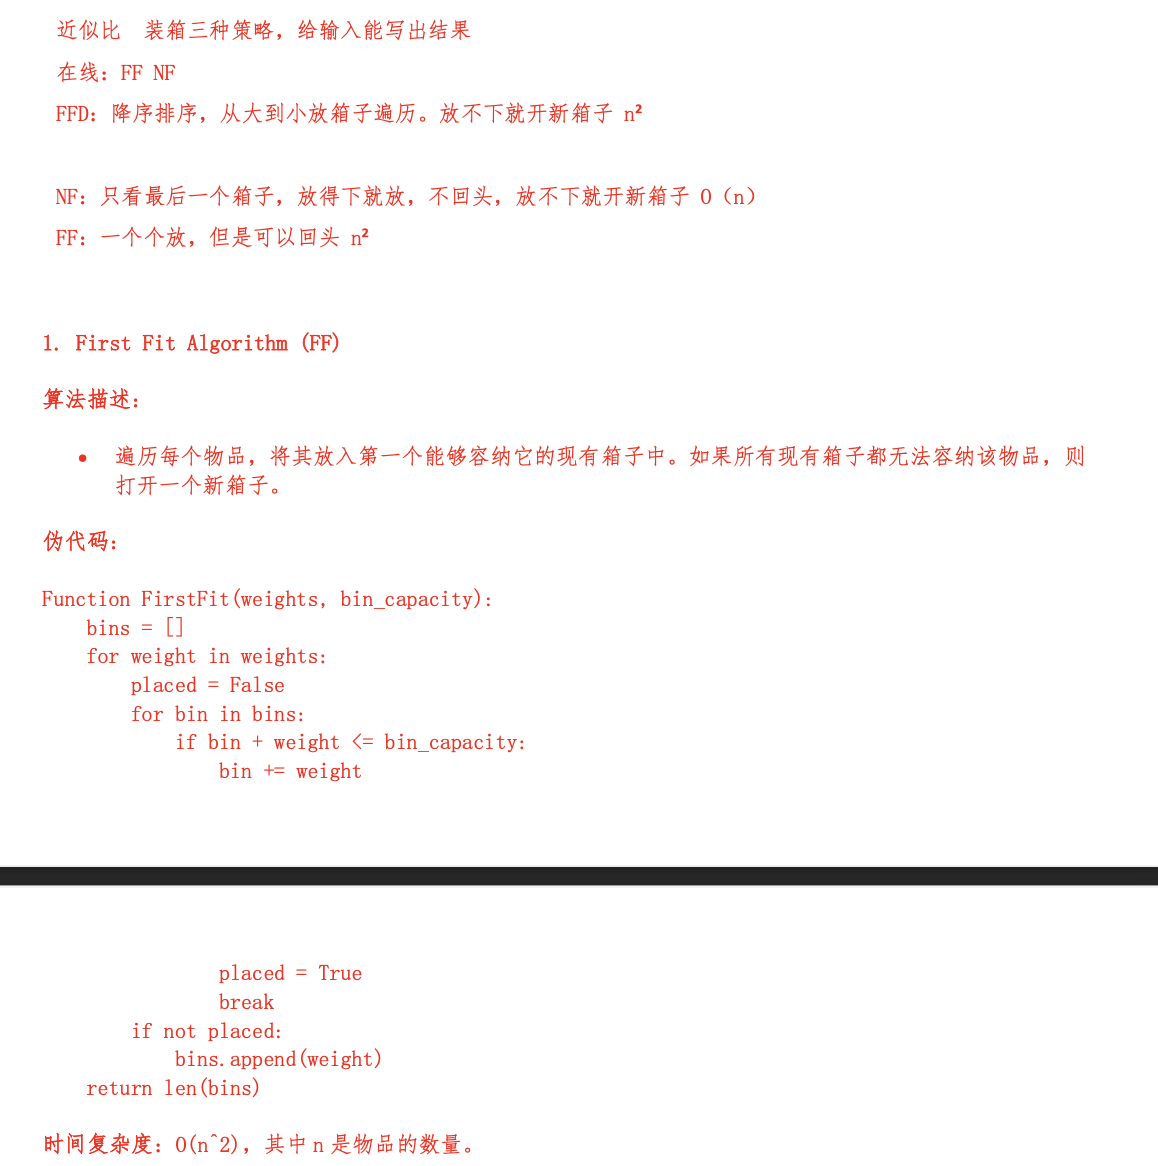 近似比 装箱三种策略，给输入能写出结果
在线：FF NF
FFD：降序排序，从大到小放箱子遍历。放不下就开新箱子 n²
NF：只看最后一个箱子，放得下就放，不回头，放不下就开新箱子 O（n）
FF：一个个放，但是可以回头 n²
1. First Fit Algorithm (FF)
算法描述：
• 遍历每个物品，将其放入第一个能够容纳它的现有箱子中。如果所有现有箱子都无法容纳该物品，则
打开一个新箱子。
伪代码：
Function FirstFit(weights, bin_capacity):
    bins = []
    for weight in weights:
        placed = False
        for bin in bins:
            if bin + weight <= bin_capacity:
                bin += weight
                placed = True
                break
        if not placed:
            bins.append(weight)
    return len(bins)
时间复杂度：O(n^2)，其中 n 是物品的数量。